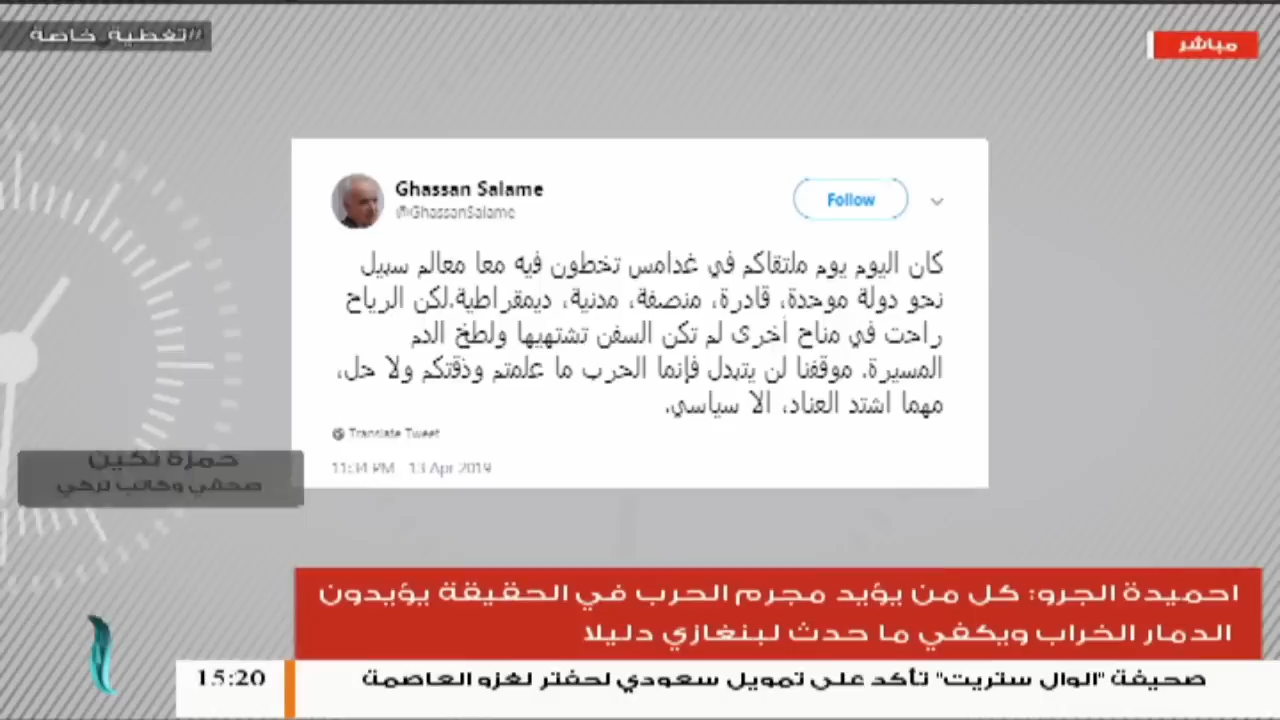 #تغطية_خاصة
مباشر
Ghassan Salame
@GhassanSalame
Follow
كان اليوم يوم ملتقاكم في غدامس تخطون فيه معا معالم سبيل
نحو دولة موحدة، قادرة، منصفة، مدنية، ديمقراطية.لكن الرياح
راحت في مناح أخرى لم تكن السفن تشتهيها ولطخ الدم
المسيرة. موقفنا لن يتبدل فإنما الحرب ما علمتم وذقتكم ولا حل،
مهما اشتد العناد، الا سياسي.
Translate Tweet
11:34 PM 13 Apr 2019
حمزة تكين
صحفي وكاتب تركي
احميدة الجرو: كل من يؤيد مجرم الحرب في الحقيقة يؤيدون
الدمار الخراب ويكفي ما حدث لبنغازي دليلا
15:20
صحيفة "الوال ستريت" تأكد على تمويل سعودي لحفتر لغزو العاصمة